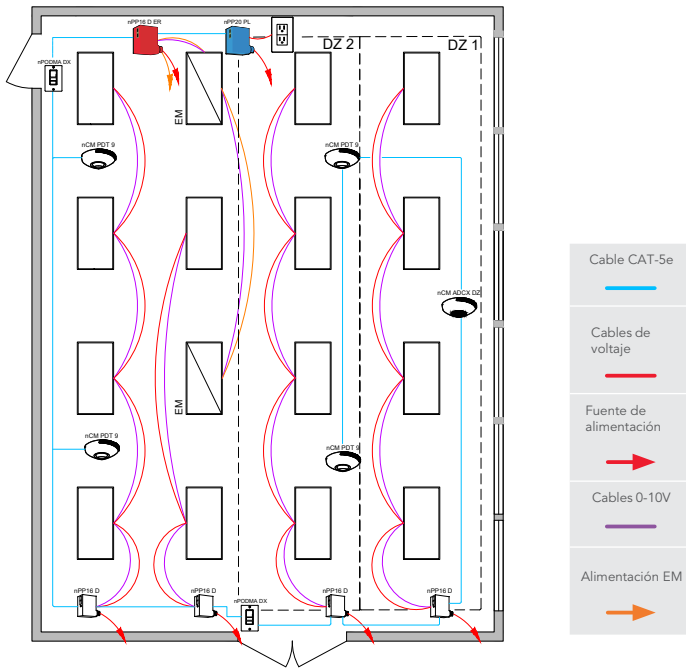 nPP16 D ER
nPP20 PL
DZ 2
DZ 1
nPODMA DX
EM
nCM PDT 9
nCM PDT 9
nCM ADCX DZ
EM
nCM PDT 9
nCM PDT 9
nPP16 D
nPP16 D
nPODMA DX
nPP16 D
nPP16 D
Cable CAT-5e
Cables de
voltaje
Fuente de
alimentación
Cables 0-10V
Alimentación EM